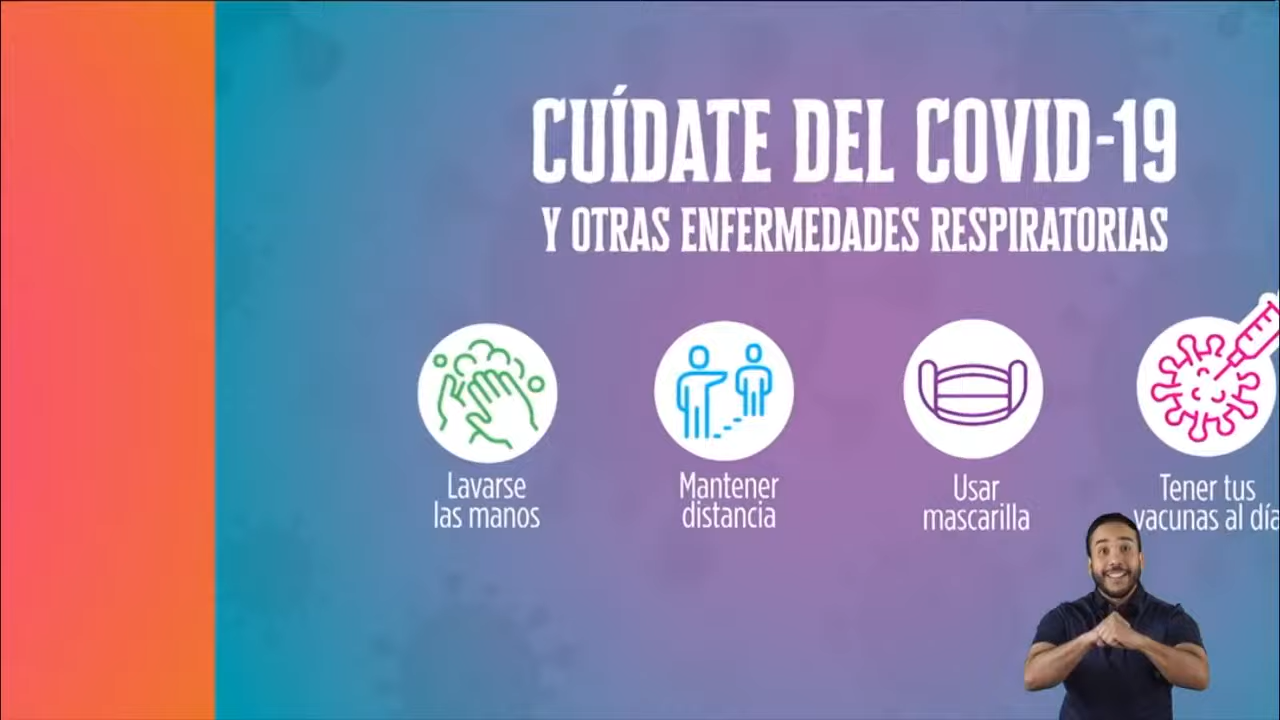 CUÍDATE DEL COVID-19
Y OTRAS ENFERMEDADES RESPIRATORIAS
Lavarse
las manos
Mantener
distancia
Usar
mascarilla
Tener tus
vacunas al día